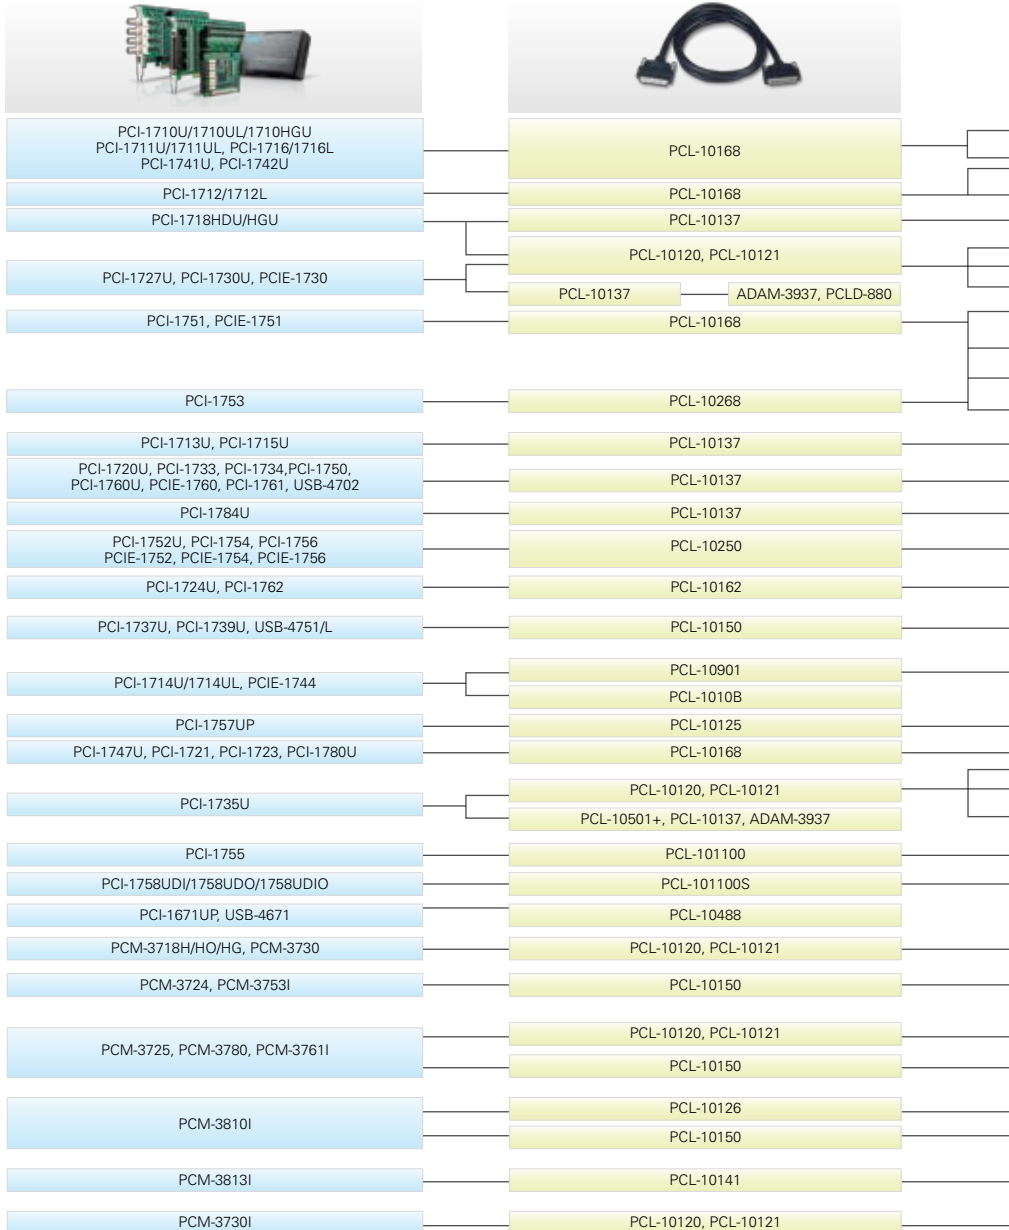 PCI-1710U/1710UL/1710HGU
PCI-1711U/1711UL, PCI-1716/1716L
PCI-1741U, PCI-1742U
PCL-10168
PCI-1712/1712L
PCL-10168
PCI-1718HDU/HGU
PCL-10137
PCL-10120, PCL-10121
PCI-1727U, PCI-1730U, PCIE-1730
PCL-10137
ADAM-3937, PCLD-880
PCI-1751, PCIE-1751
PCL-10168
PCI-1753
PCL-10268
PCI-1713U, PCI-1715U
PCL-10137
PCI-1720U, PCI-1733, PCI-1734,PCI-1750,
PCI-1760U, PCIE-1760, PCI-1761, USB-4702
PCL-10137
PCI-1784U
PCL-10137
PCI-1752U, PCI-1754, PCI-1756
PCIE-1752, PCIE-1754, PCIE-1756
PCL-10250
PCI-1724U, PCI-1762
PCL-10162
PCI-1737U, PCI-1739U, USB-4751/L
PCL-10150
PCI-1714U/1714UL, PCIE-1744
PCL-10901
PCL-1010B
PCI-1757UP
PCL-10125
PCI-1747U, PCI-1721, PCI-1723, PCI-1780U
PCL-10168
PCI-1735U
PCL-10120, PCL-10121
PCL-10501+, PCL-10137, ADAM-3937
PCI-1755
PCL-101100
PCI-1758UDI/1758UDO/1758UDIO
PCL-101100S
PCI-1671UP, USB-4671
PCL-10488
PCM-3718H/HO/HG, PCM-3730
PCL-10120, PCL-10121
PCM-3724, PCM-3753I
PCL-10150
PCM-3725, PCM-3780, PCM-3761I
PCL-10120, PCL-10121
PCL-10150
PCM-3810I
PCL-10126
PCL-10150
PCM-3813I
PCL-10141
PCM-3730I
PCL-10120, PCL-10121